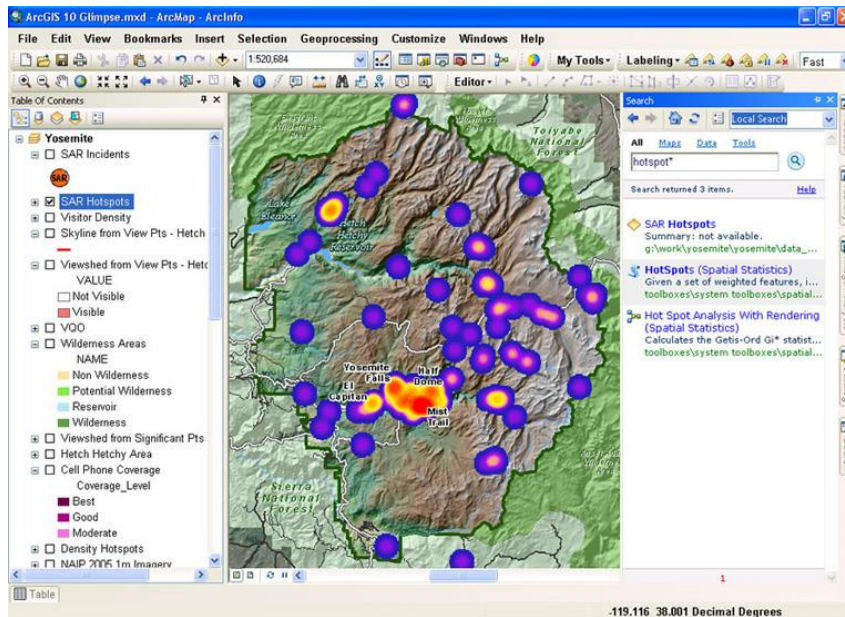 ArcGIS 10 Glimpse.mxd - ArcMap - ArcInfo
File Edit View Bookmarks Insert Selection Geoprocessing Customize Windows Help
1:520,684
My Tools
Labeling
Fast
Editor
Table Of Contents
Yosemite
SAR Incidents
SAR
SAR Hotspots
Visitor Density
Skyline from View Pts - Hetch
Viewshed from View Pts - Hetc
VALUE
Not Visible
Visible
VQO
Wilderness Areas
NAME
Non Wilderness
Potential Wilderness
Reservoir
Wilderness
Viewshed from Significant Pts
Hetch Hetchy Area
Cell Phone Coverage
Coverage_Level
Best
Good
Moderate
Density Hotspots
NAIP 2005 1m Imagery
Table
Toiyabe
National
Forest
Lake
Eleanor
Hetch
Hetchy
Reservoir
Yosemite
Falls
Half
Dome
El
Capitan
Mist
Trail
Sierra
National
Forest
Search
Local Search
All Maps Data Tools
hotspot*
Search returned 3 items. Help
SAR Hotspots
Summary: not available.
g:\work\yosemite\yosemite\data_...
HotSpots (Spatial Statistics)
Given a set of weighted features, i...
toolboxes\system toolboxes\spatial...
Hot Spot Analysis With Rendering
(Spatial Statistics)
Calculates the Getis-Ord Gi* statist...
toolboxes\system toolboxes\spatial...
1
-119.116 38.001 Decimal Degrees